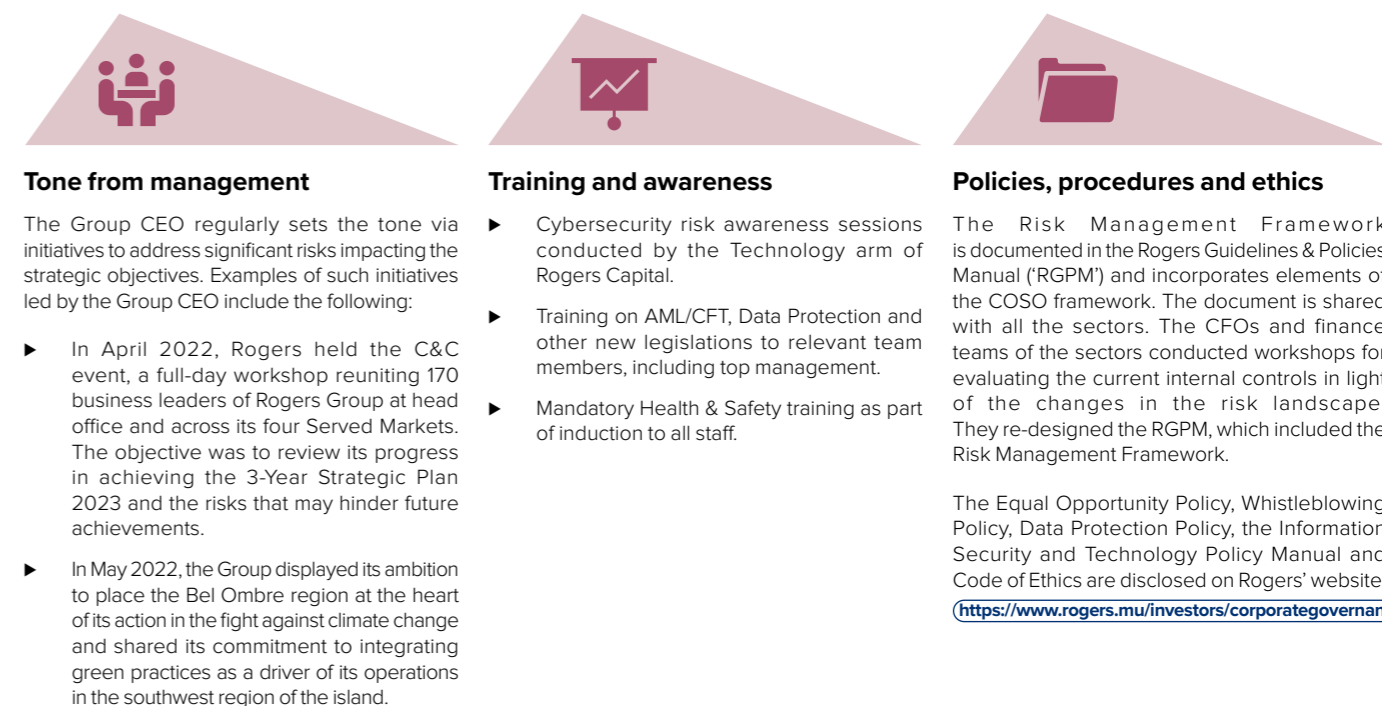 Tone from management
The Group CEO regularly sets the tone via
initiatives to address significant risks impacting the
strategic objectives. Examples of such initiatives
led by the Group CEO include the following:
▶ In April 2022, Rogers held the C&C
event, a full-day workshop reuniting 170
business leaders of Rogers Group at head
office and across its four Served Markets.
The objective was to review its progress
in achieving the 3-Year Strategic Plan
2023 and the risks that may hinder future
achievements.
▶ In May 2022, the Group displayed its ambition
to place the Bel Ombre region at the heart
of its action in the fight against climate change
and shared its commitment to integrating
green practices as a driver of its operations
in the southwest region of the island.
Training and awareness
▶ Cybersecurity risk awareness sessions
conducted by the Technology arm of
Rogers Capital.
▶ Training on AML/CFT, Data Protection and
other new legislations to relevant team
members, including top management.
▶ Mandatory Health & Safety training as part
of induction to all staff.
Policies, procedures and ethics
The Risk Management Framework
is documented in the Rogers Guidelines & Policies
Manual ('RGPM') and incorporates elements of
the COSO framework. The document is shared
with all the sectors. The CFOs and finance
teams of the sectors conducted workshops for
evaluating the current internal controls in light
of the changes in the risk landscape
They re-designed the RGPM, which included the
Risk Management Framework.
The Equal Opportunity Policy, Whistleblowing
Policy, Data Protection Policy, the Information
Security and Technology Policy Manual and
Code of Ethics are disclosed on Rogers' website
https://www.rogers.mu/investors/corporategovernan